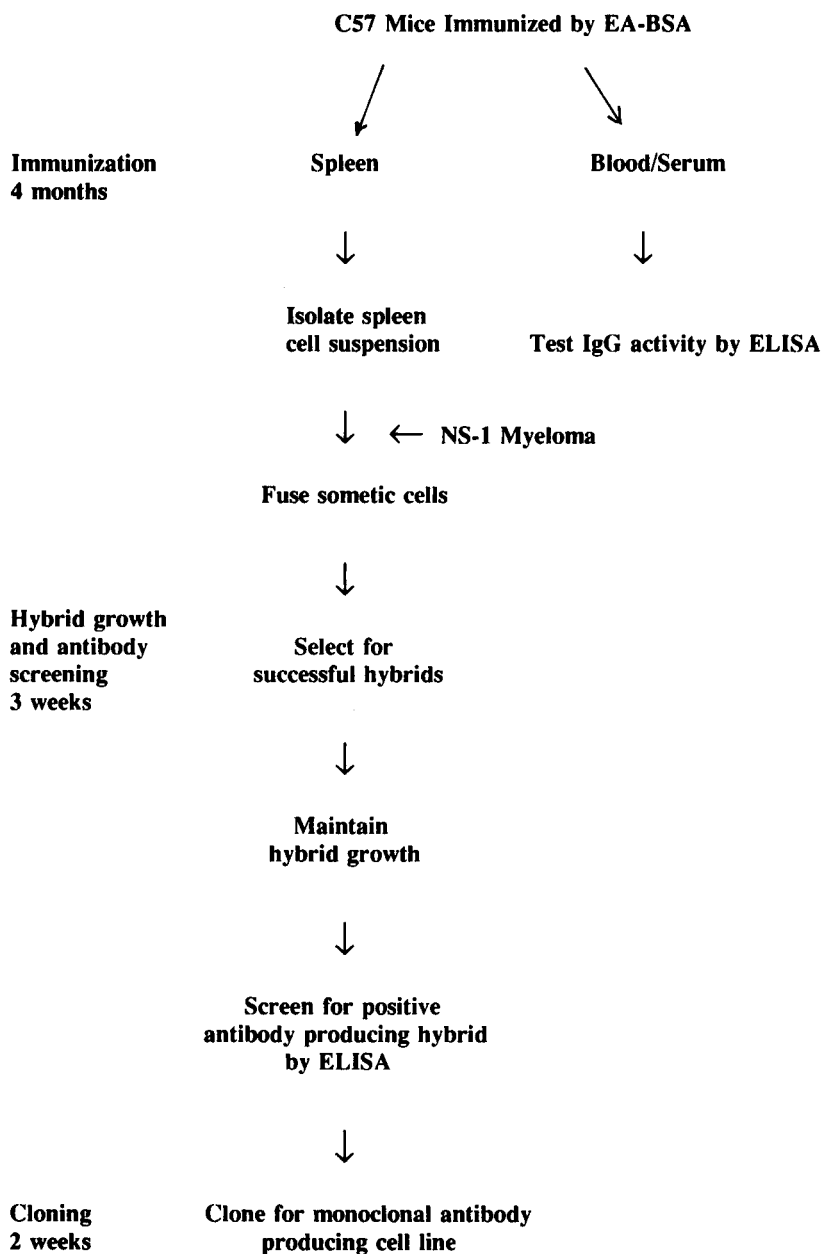 C57 Mice Immunized by EA-BSA
Immunization
4 months
Spleen
Blood/Serum
Isolate spleen
cell suspension
Test IgG activity by ELISA
NS-1 Myeloma
Fuse sometic cells
Hybrid growth
and antibody
screening
3 weeks
Select for
successful hybrids
Maintain
hybrid growth
Screen for positive
antibody producing hybrid
by ELISA
Cloning
2 weeks
Clone for monoclonal antibody
producing cell line